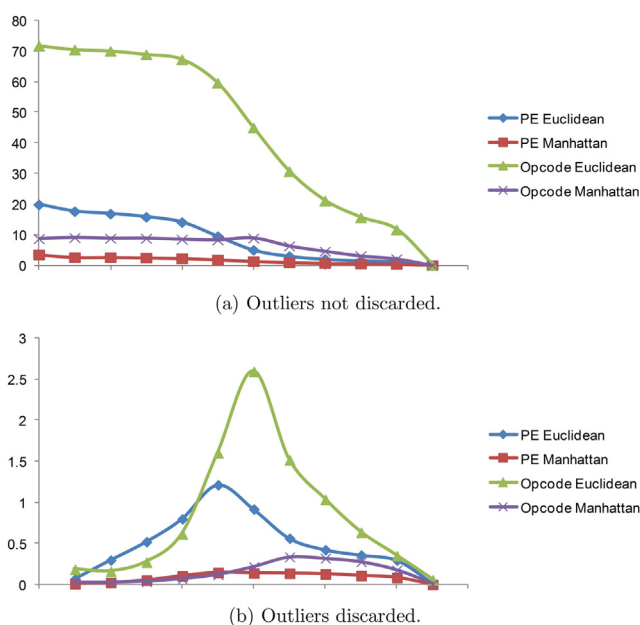 80
70
60
50
40
30
20
10
0
PE Euclidean
PE Manhattan
Opcode Euclidean
Opcode Manhattan
(a) Outliers not discarded.
3
2.5
2
1.5
1
0.5
0
PE Euclidean
PE Manhattan
Opcode Euclidean
Opcode Manhattan
(b) Outliers discarded.